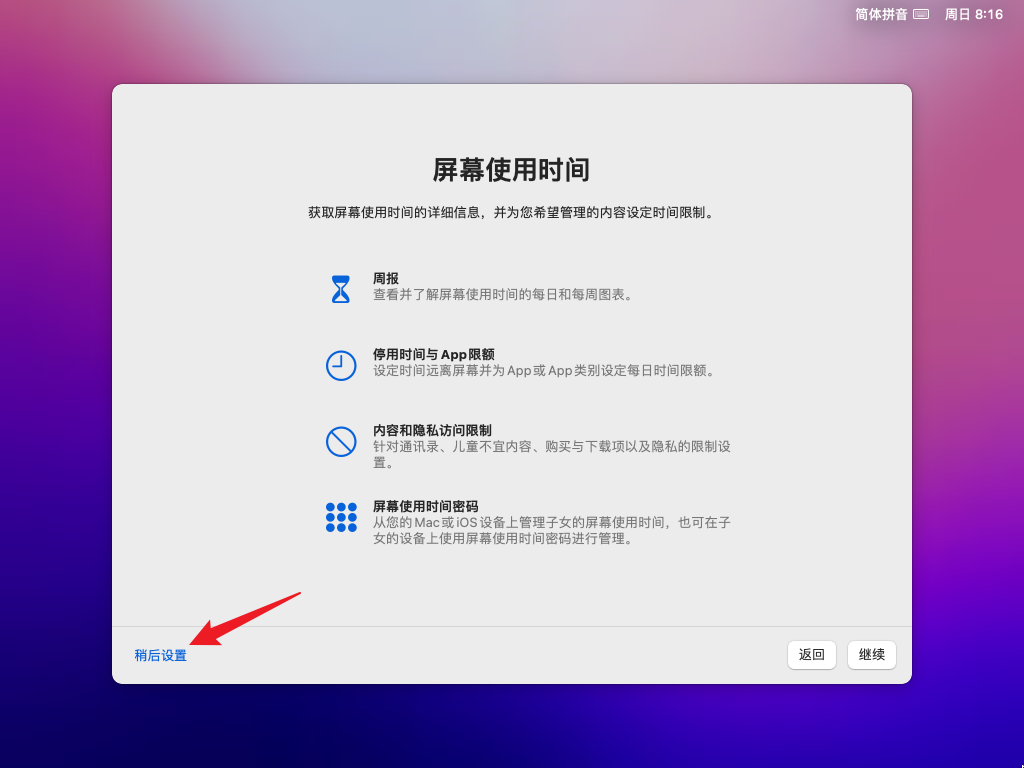 简体拼音 周日 8:16
屏幕使用时间
获取屏幕使用时间的详细信息，并为您希望管理的内容设定时间限制。
周报
查看并了解屏幕使用时间的每日和每周图表。
停用时间与 App 限额
设定时间远离屏幕并为 App 或 App 类别设定每日时间限额。
内容和隐私访问限制
针对通讯录、儿童不宜内容、购买与下载项以及隐私的限制设
置。
屏幕使用时间密码
从您的 Mac 或 iOS 设备上管理子女的屏幕使用时间，也可在子
女的设备上使用屏幕使用时间密码进行管理。
稍后设置
返回
继续